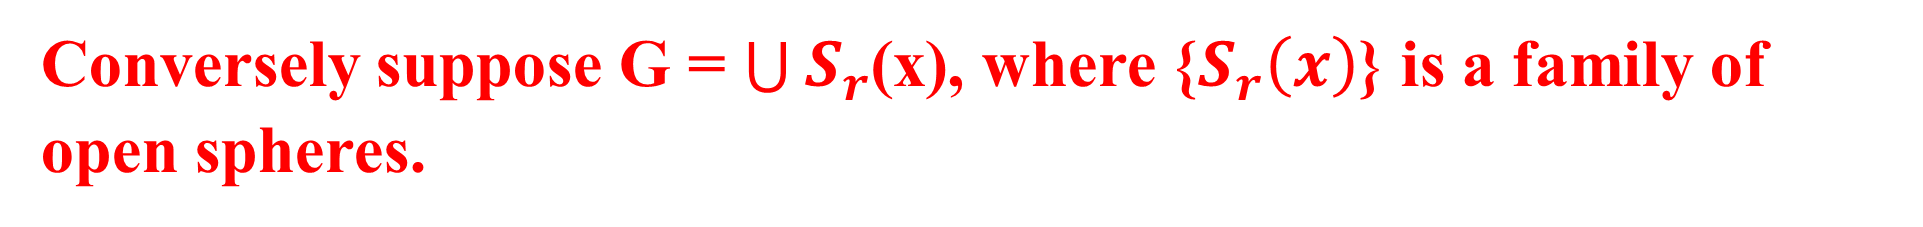 Conversely suppose G = ∪ 𝑺𝒓(x), where {𝑺𝒓(𝒙)} is a family of
open spheres.